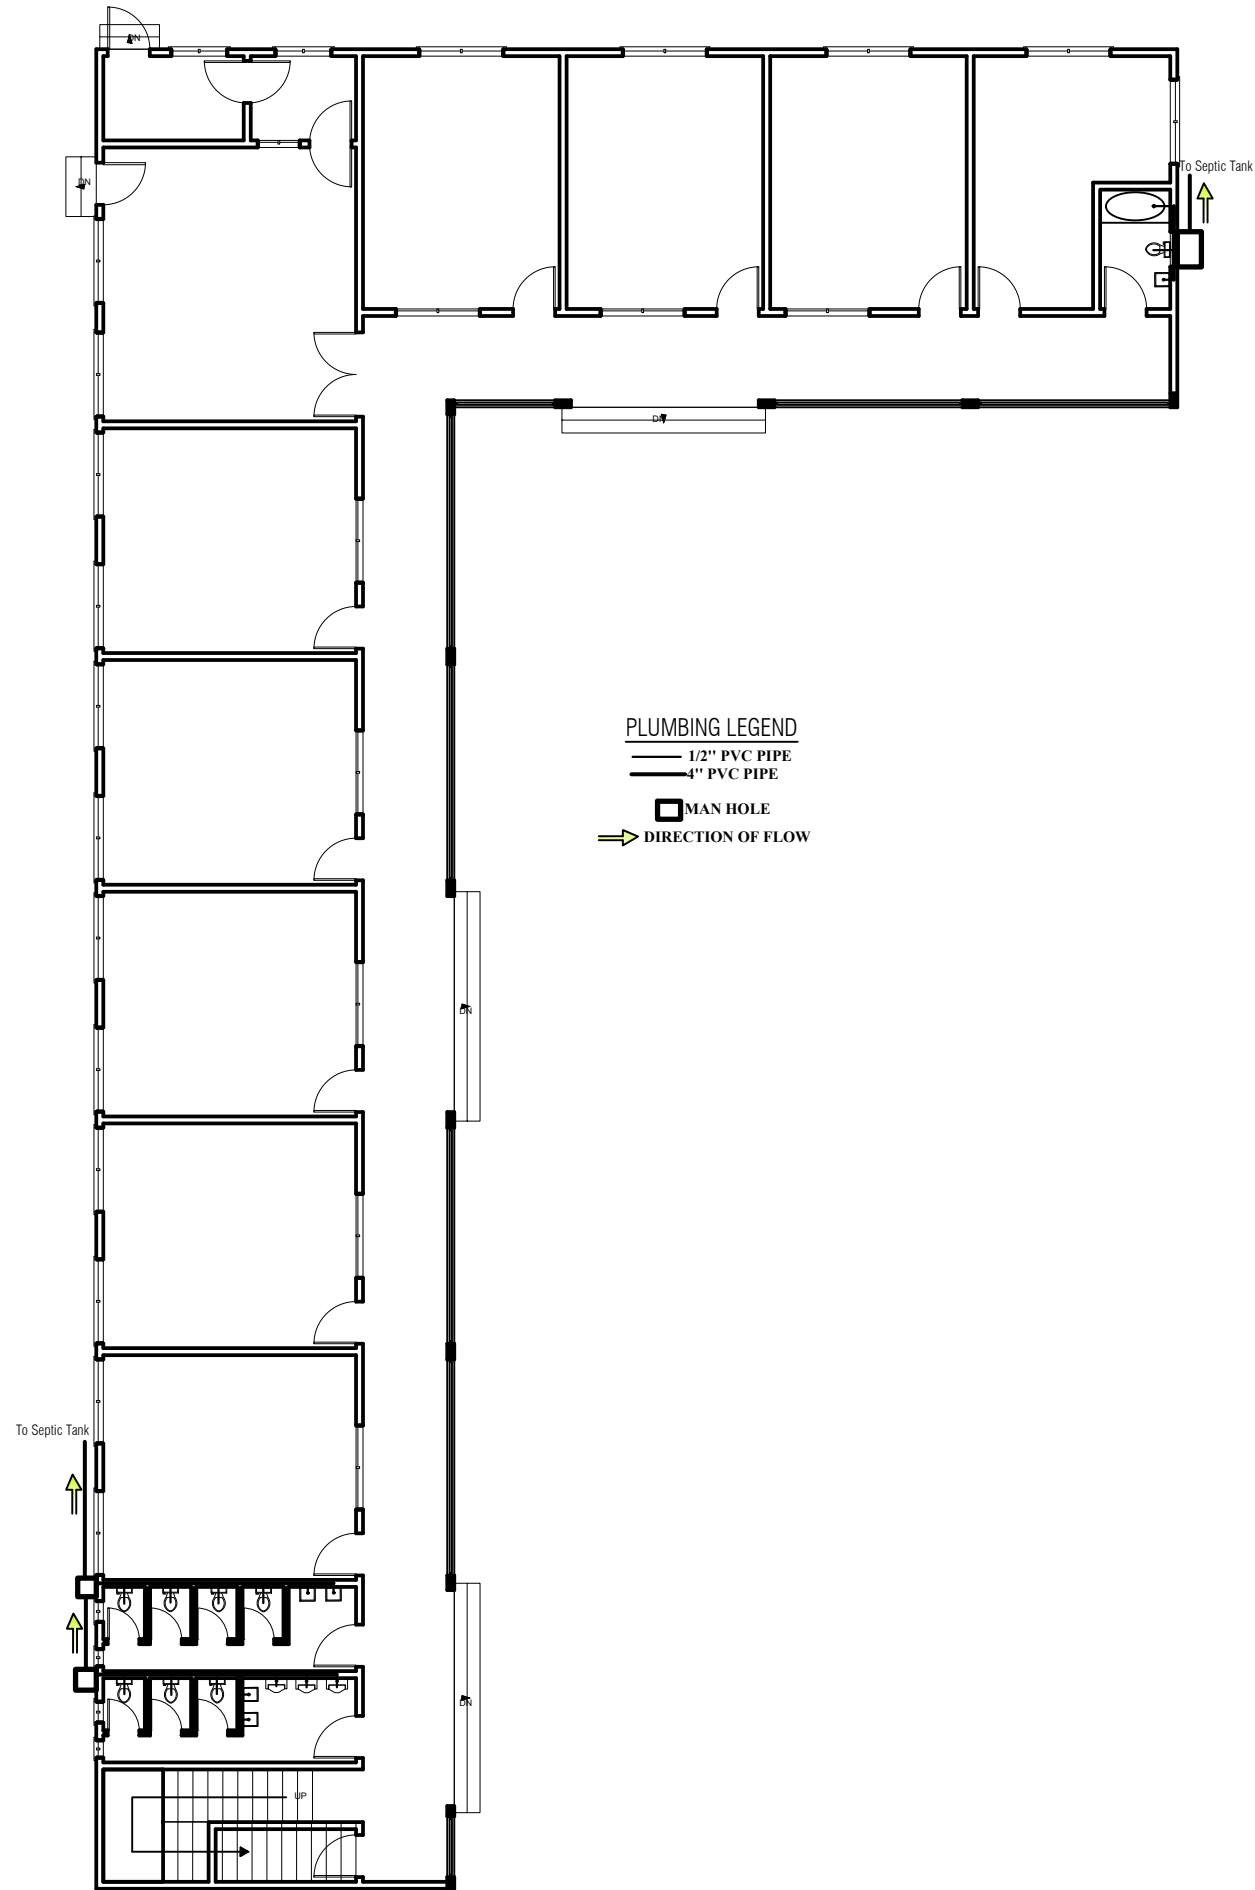 DN
DN
To Septic Tank
DN
PLUMBING LEGEND
1/2" PVC PIPE
4" PVC PIPE
MAN HOLE
DIRECTION OF FLOW
DN
To Septic Tank
DN
UP